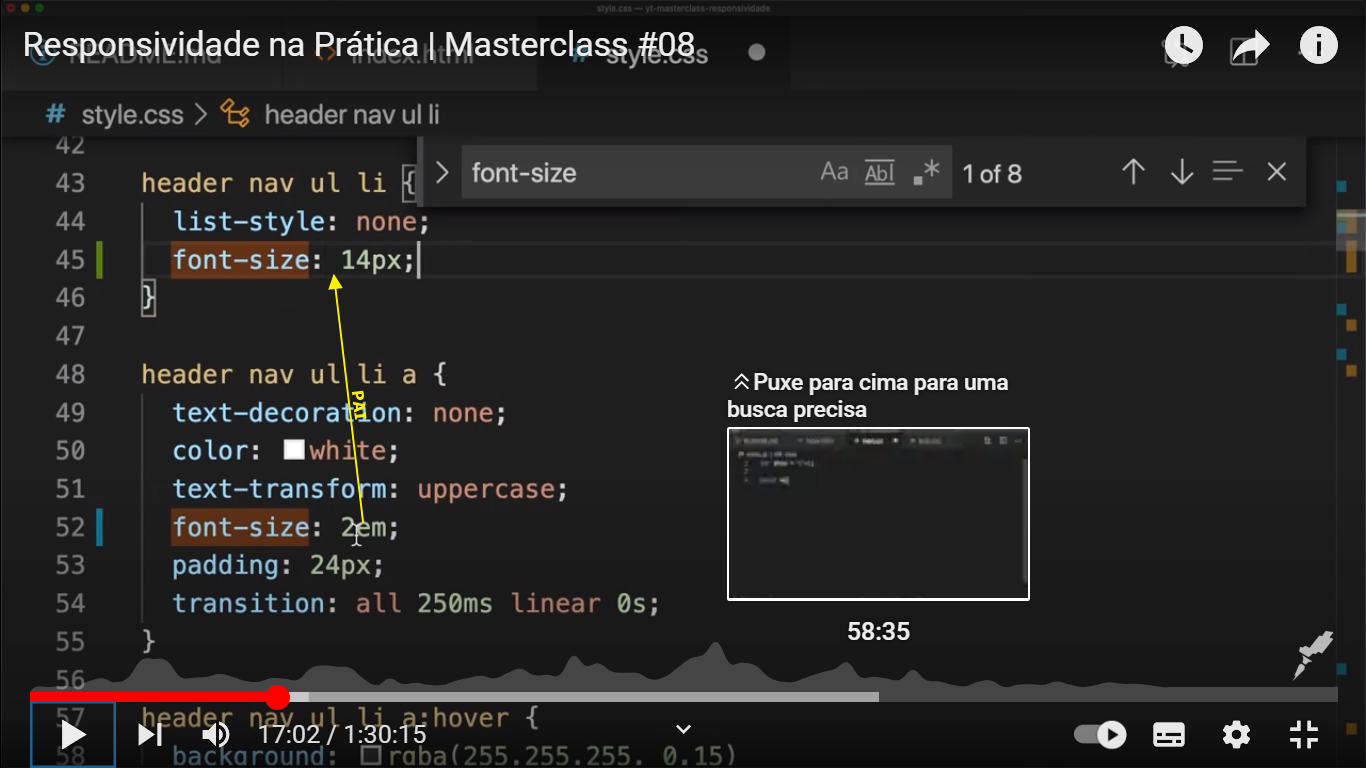 style.css — yt-masterclass-responsividade
Responsividade na Prática | Masterclass #08
README.md index.html # style.css
# style.css > header nav ul li
font-size Aa Abl .* 1 of 8
42
43 header nav ul li {
44 list-style: none;
45 font-size: 14px;
46 }
47
48 header nav ul li a {
49 text-decoration: none;
50 color: white;
51 text-transform: uppercase;
52 font-size: 2em;
53 padding: 24px;
54 transition: all 250ms linear 0s;
55 }
56
57 header nav ul li a:hover {
58 background: rgba(255.255.255. 0.15)
PAI
Puxe para cima para uma
busca precisa
58:35
17:02 / 1:30:15